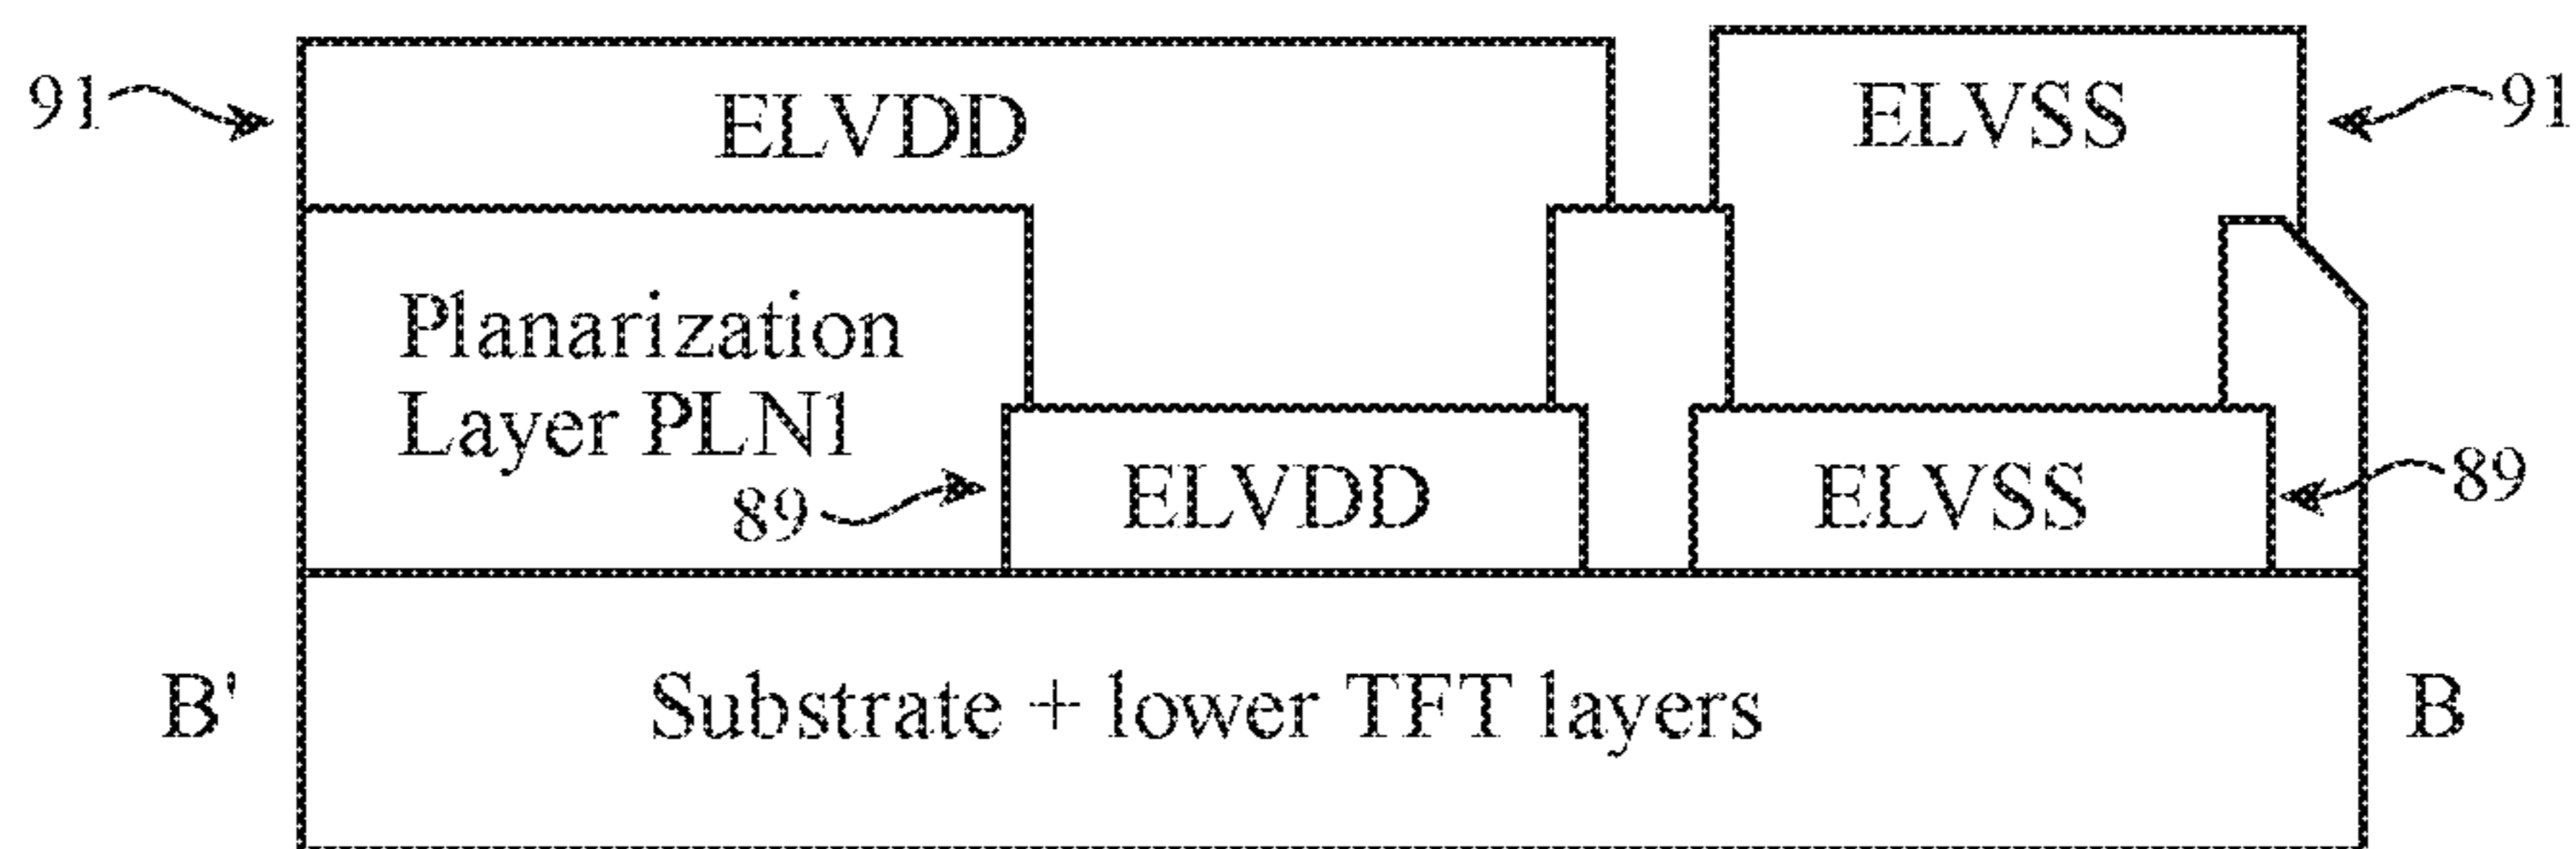 91
ELVDD
ELVSS
91
Planarization
Layer PLN1
89
ELVDD
ELVSS
89
B'
Substrate + lower TFT layers
B